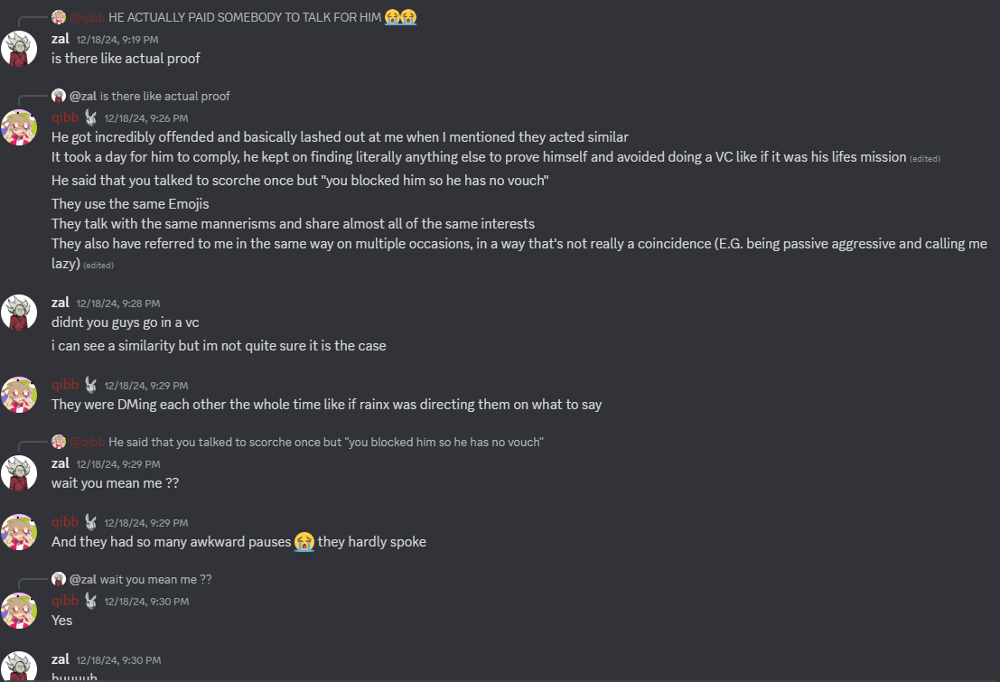 @qibb HE ACTUALLY PAID SOMEBODY TO TALK FOR HIM 😭😭
zal 12/18/24, 9:19 PM
is there like actual proof
@zal is there like actual proof
qibb 12/18/24, 9:26 PM
He got incredibly offended and basically lashed out at me when I mentioned they acted similar
It took a day for him to comply, he kept on finding literally anything else to prove himself and avoided doing a VC like if it was his lifes mission (edited)
He said that you talked to scorche once but "you blocked him so he has no vouch"
They use the same Emojis
They talk with the same mannerisms and share almost all of the same interests
They also have referred to me in the same way on multiple occasions, in a way that's not really a coincidence (E.G. being passive aggressive and calling me
lazy) (edited)
zal 12/18/24, 9:28 PM
didnt you guys go in a vc
i can see a similarity but im not quite sure it is the case
qibb 12/18/24, 9:29 PM
They were DMing each other the whole time like if rainx was directing them on what to say
@qibb He said that you talked to scorche once but "you blocked him so he has no vouch"
zal 12/18/24, 9:29 PM
wait you mean me ??
qibb 12/18/24, 9:29 PM
And they had so many awkward pauses 😭 they hardly spoke
@zal wait you mean me ??
qibb 12/18/24, 9:30 PM
Yes
zal 12/18/24, 9:30 PM
huuuuh